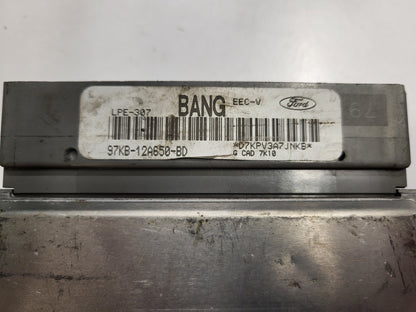 LPE-307 BANG EEC-V Ford
*D7KPV3A7JNKB*
97KB-12A650-BD G CAD 7K10